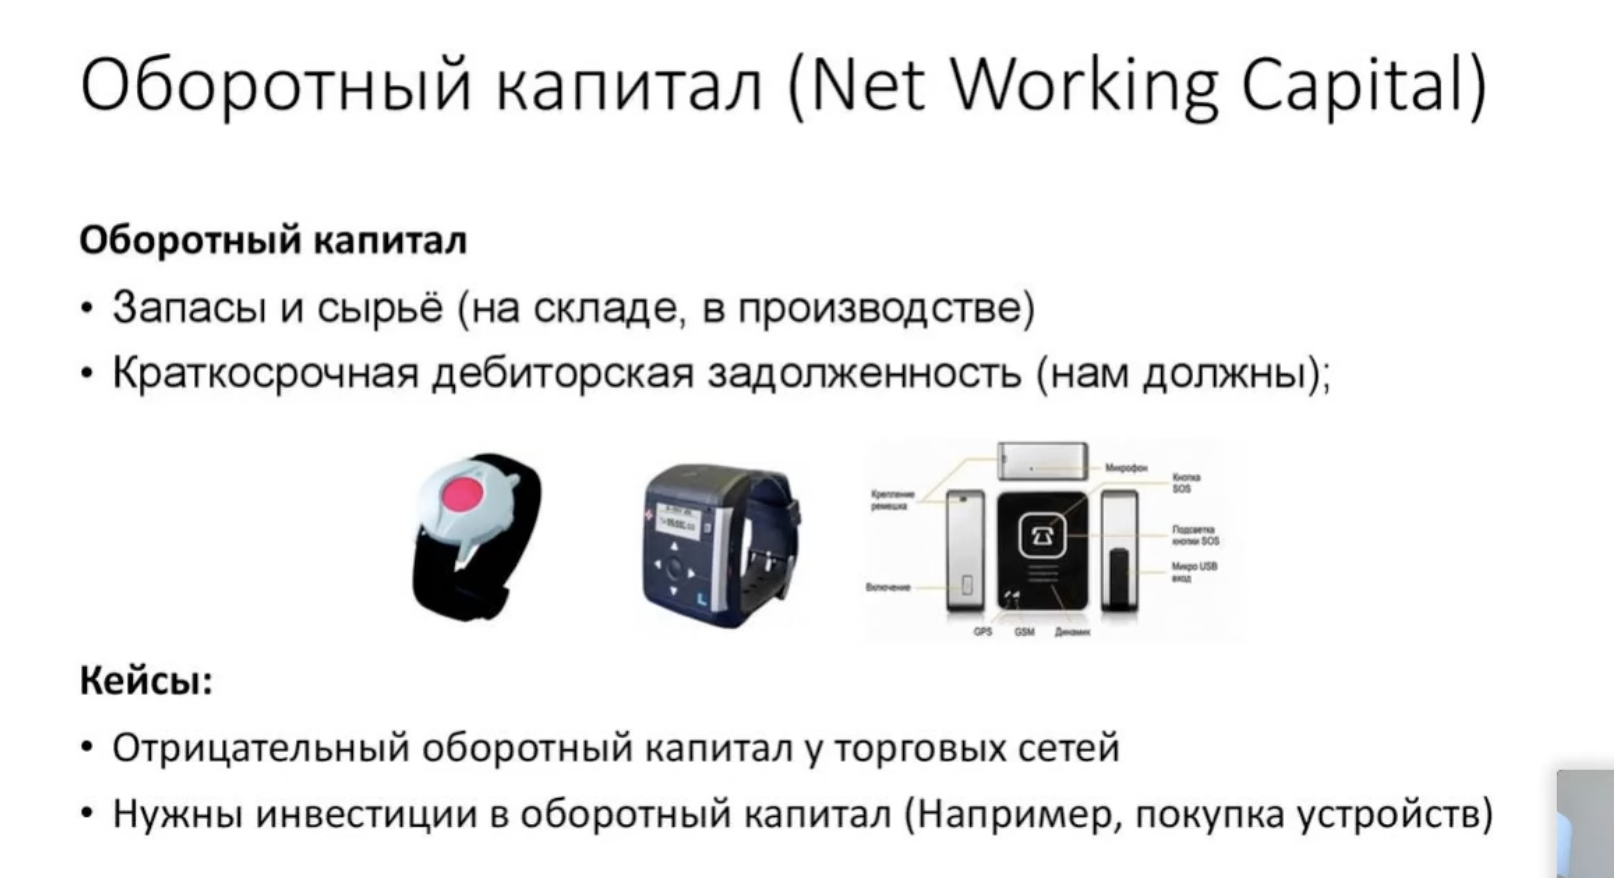 Оборотный капитал (Net Working Capital)
Оборотный капитал
• Запасы и сырьё (на складе, в производстве)
• Краткосрочная дебиторская задолженность (нам должны);
Микрофон
Крепление
ремешка
Кнопка
SOS
Подсветка
кнопки SOS
Микро USB
вход
Включение
GPS
GSM
Динамик
Кейсы:
• Отрицательный оборотный капитал у торговых сетей
• Нужны инвестиции в оборотный капитал (Например, покупка устройств)